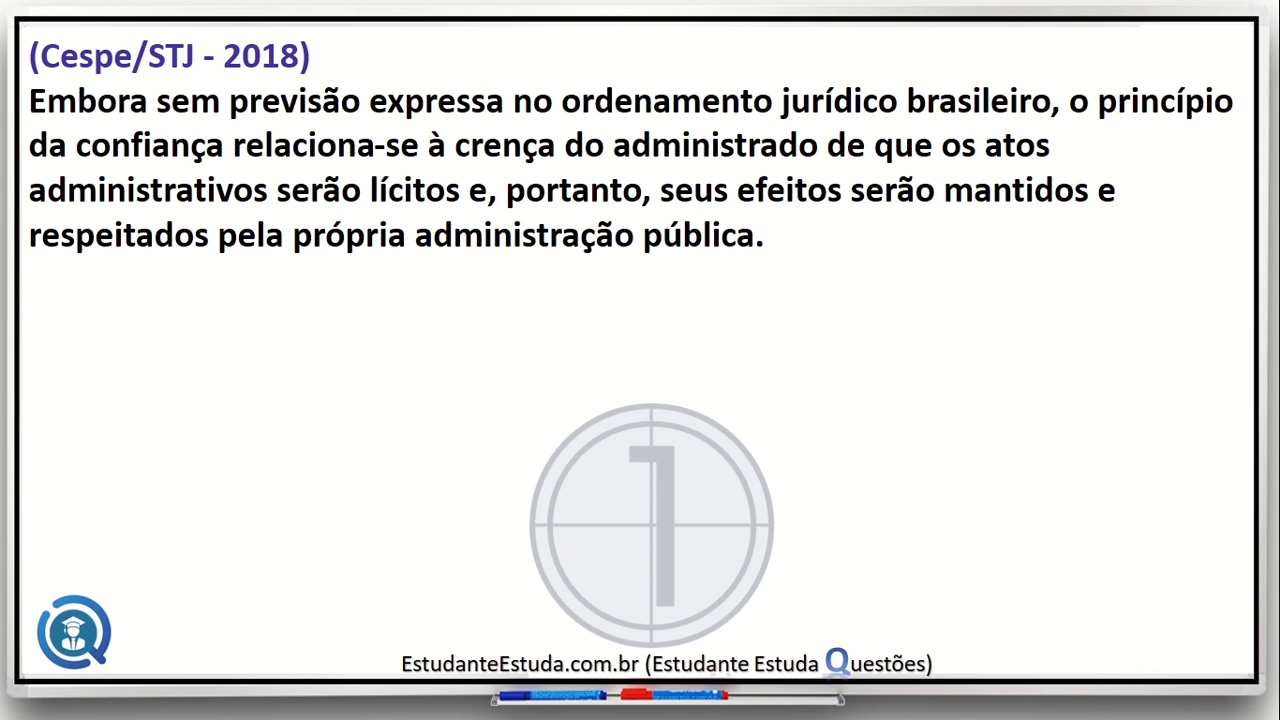 (Cespe/STJ - 2018)
Embora sem previsão expressa no ordenamento jurídico brasileiro, o princípio
da confiança relaciona-se à crença do administrado de que os atos
administrativos serão lícitos e, portanto, seus efeitos serão mantidos e
respeitados pela própria administração pública.
1
EstudanteEstuda.com.br (Estudante Estuda Questões)